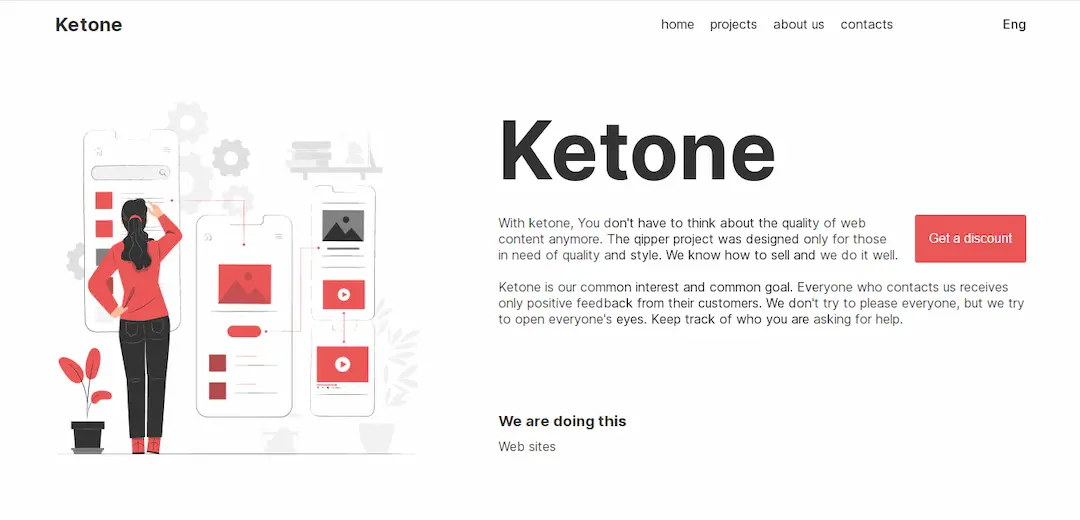 Ketone
home projects about us contacts Eng
Ketone
With ketone, You don't have to think about the quality of web
content anymore. The qipper project was designed only for those
in need of quality and style. We know how to sell and we do it well.
Get a discount
Ketone is our common interest and common goal. Everyone who contacts us receives
only positive feedback from their customers. We don't try to please everyone, but we try
to open everyone's eyes. Keep track of who you are asking for help.
We are doing this
Web sites